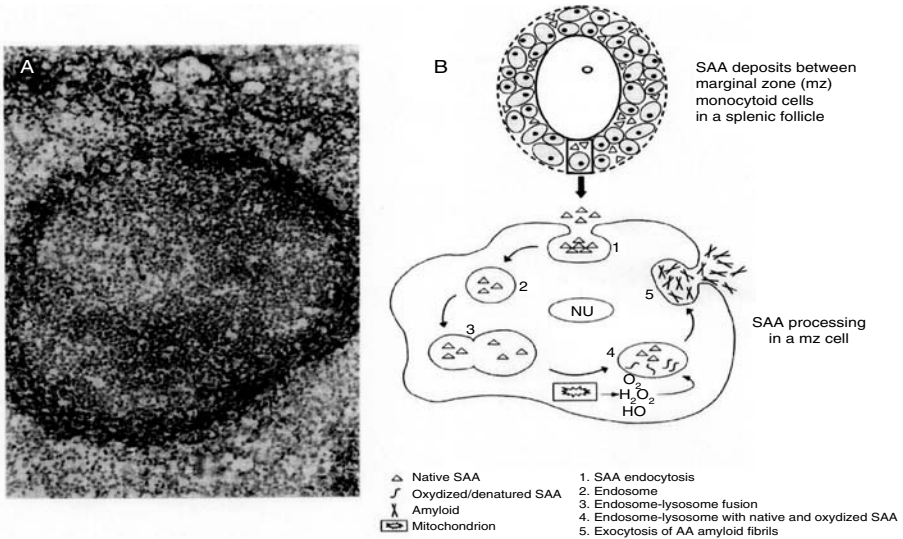 A
B
SAA deposits between
marginal zone (mz)
monocytoid cells
in a splenic follicle
1
2
NU
5
3
4
SAA processing
in a mz cell
O2
H2O2
HO
Native SAA
Oxydized/denatured SAA
Amyloid
Mitochondrion
1. SAA endocytosis
2. Endosome
3. Endosome-lysosome fusion
4. Endosome-lysosome with native and oxydized SAA
5. Exocytosis of AA amyloid fibrils